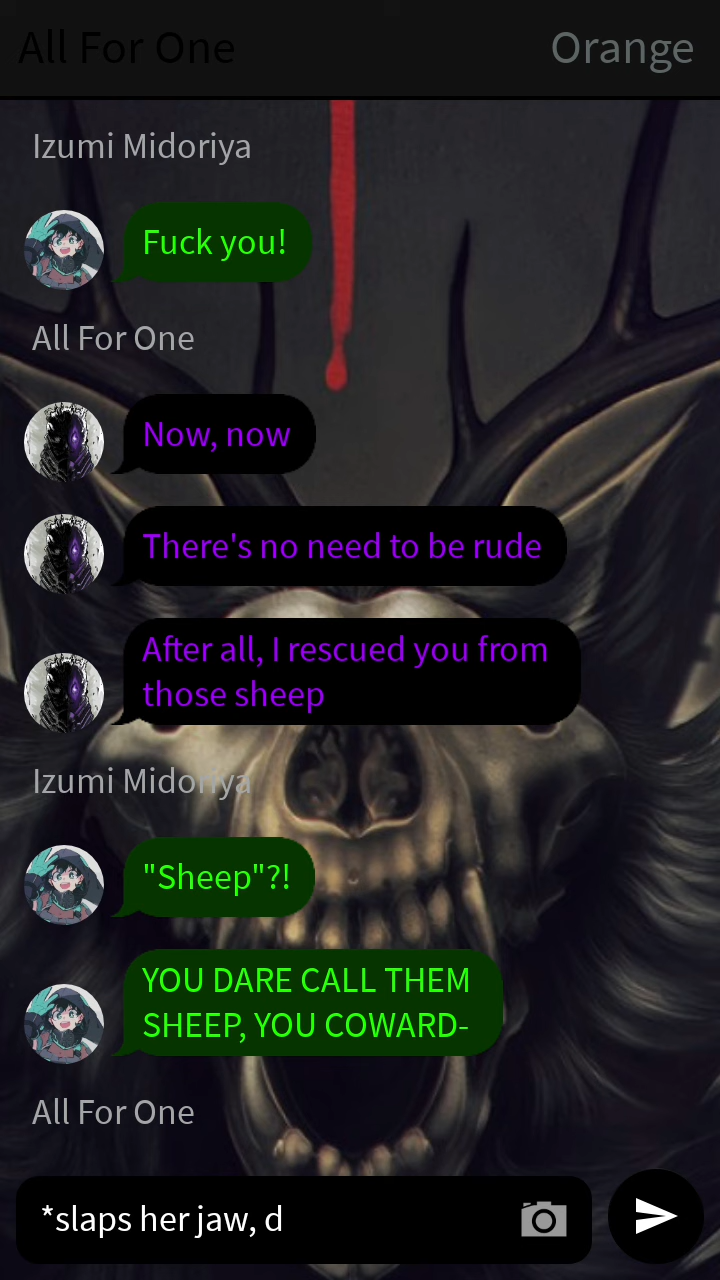 All For One
Orange
Izumi Midoriya
Fuck you!
All For One
Now, now
There's no need to be rude
After all, I rescued you from
those sheep
Izumi Midoriya
"Sheep"?!
YOU DARE CALL THEM
SHEEP, YOU COWARD-
All For One
*slaps her jaw, d